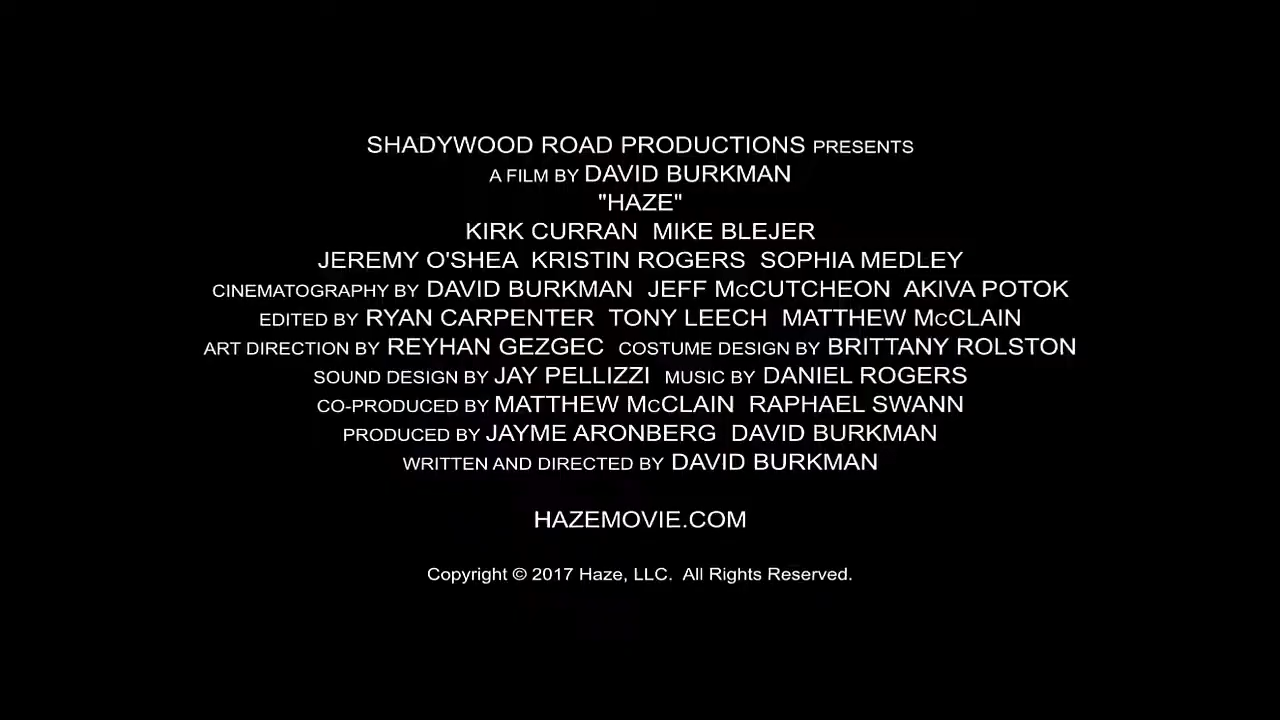 SHADYWOOD ROAD PRODUCTIONS PRESENTS
A FILM BY DAVID BURKMAN
"HAZE"
KIRK CURRAN  MIKE BLEJER
JEREMY O'SHEA  KRISTIN ROGERS  SOPHIA MEDLEY
CINEMATOGRAPHY BY DAVID BURKMAN  JEFF McCUTCHEON  AKIVA POTOK
EDITED BY RYAN CARPENTER  TONY LEECH  MATTHEW McCLAIN
ART DIRECTION BY REYHAN GEZGEC  COSTUME DESIGN BY BRITTANY ROLSTON
SOUND DESIGN BY JAY PELLIZZI  MUSIC BY DANIEL ROGERS
CO-PRODUCED BY MATTHEW McCLAIN  RAPHAEL SWANN
PRODUCED BY JAYME ARONBERG  DAVID BURKMAN
WRITTEN AND DIRECTED BY DAVID BURKMAN
HAZEMOVIE.COM
Copyright © 2017 Haze, LLC.  All Rights Reserved.